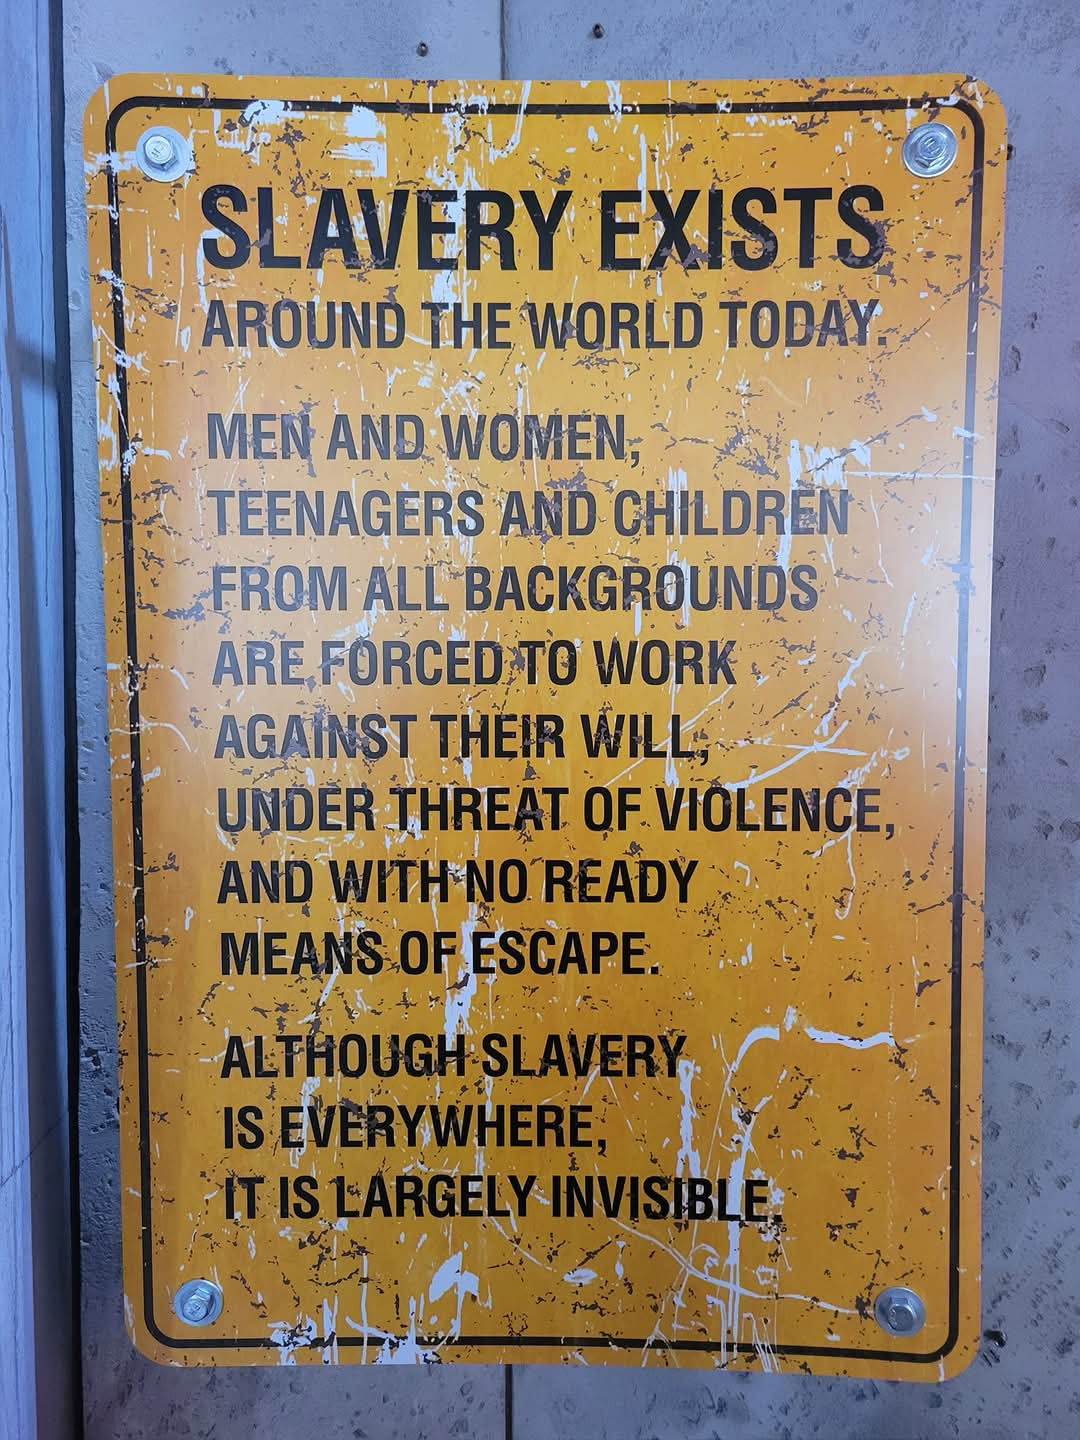 SLAVERY EXISTS
AROUND THE WORLD TODAY.
MEN AND WOMEN,
TEENAGERS AND CHILDREN
FROM ALL BACKGROUNDS
ARE FORCED TO WORK
AGAINST THEIR WILL,
UNDER THREAT OF VIOLENCE,
AND WITH NO READY
MEANS OF ESCAPE.
ALTHOUGH SLAVERY
IS EVERYWHERE,
IT IS LARGELY INVISIBLE.